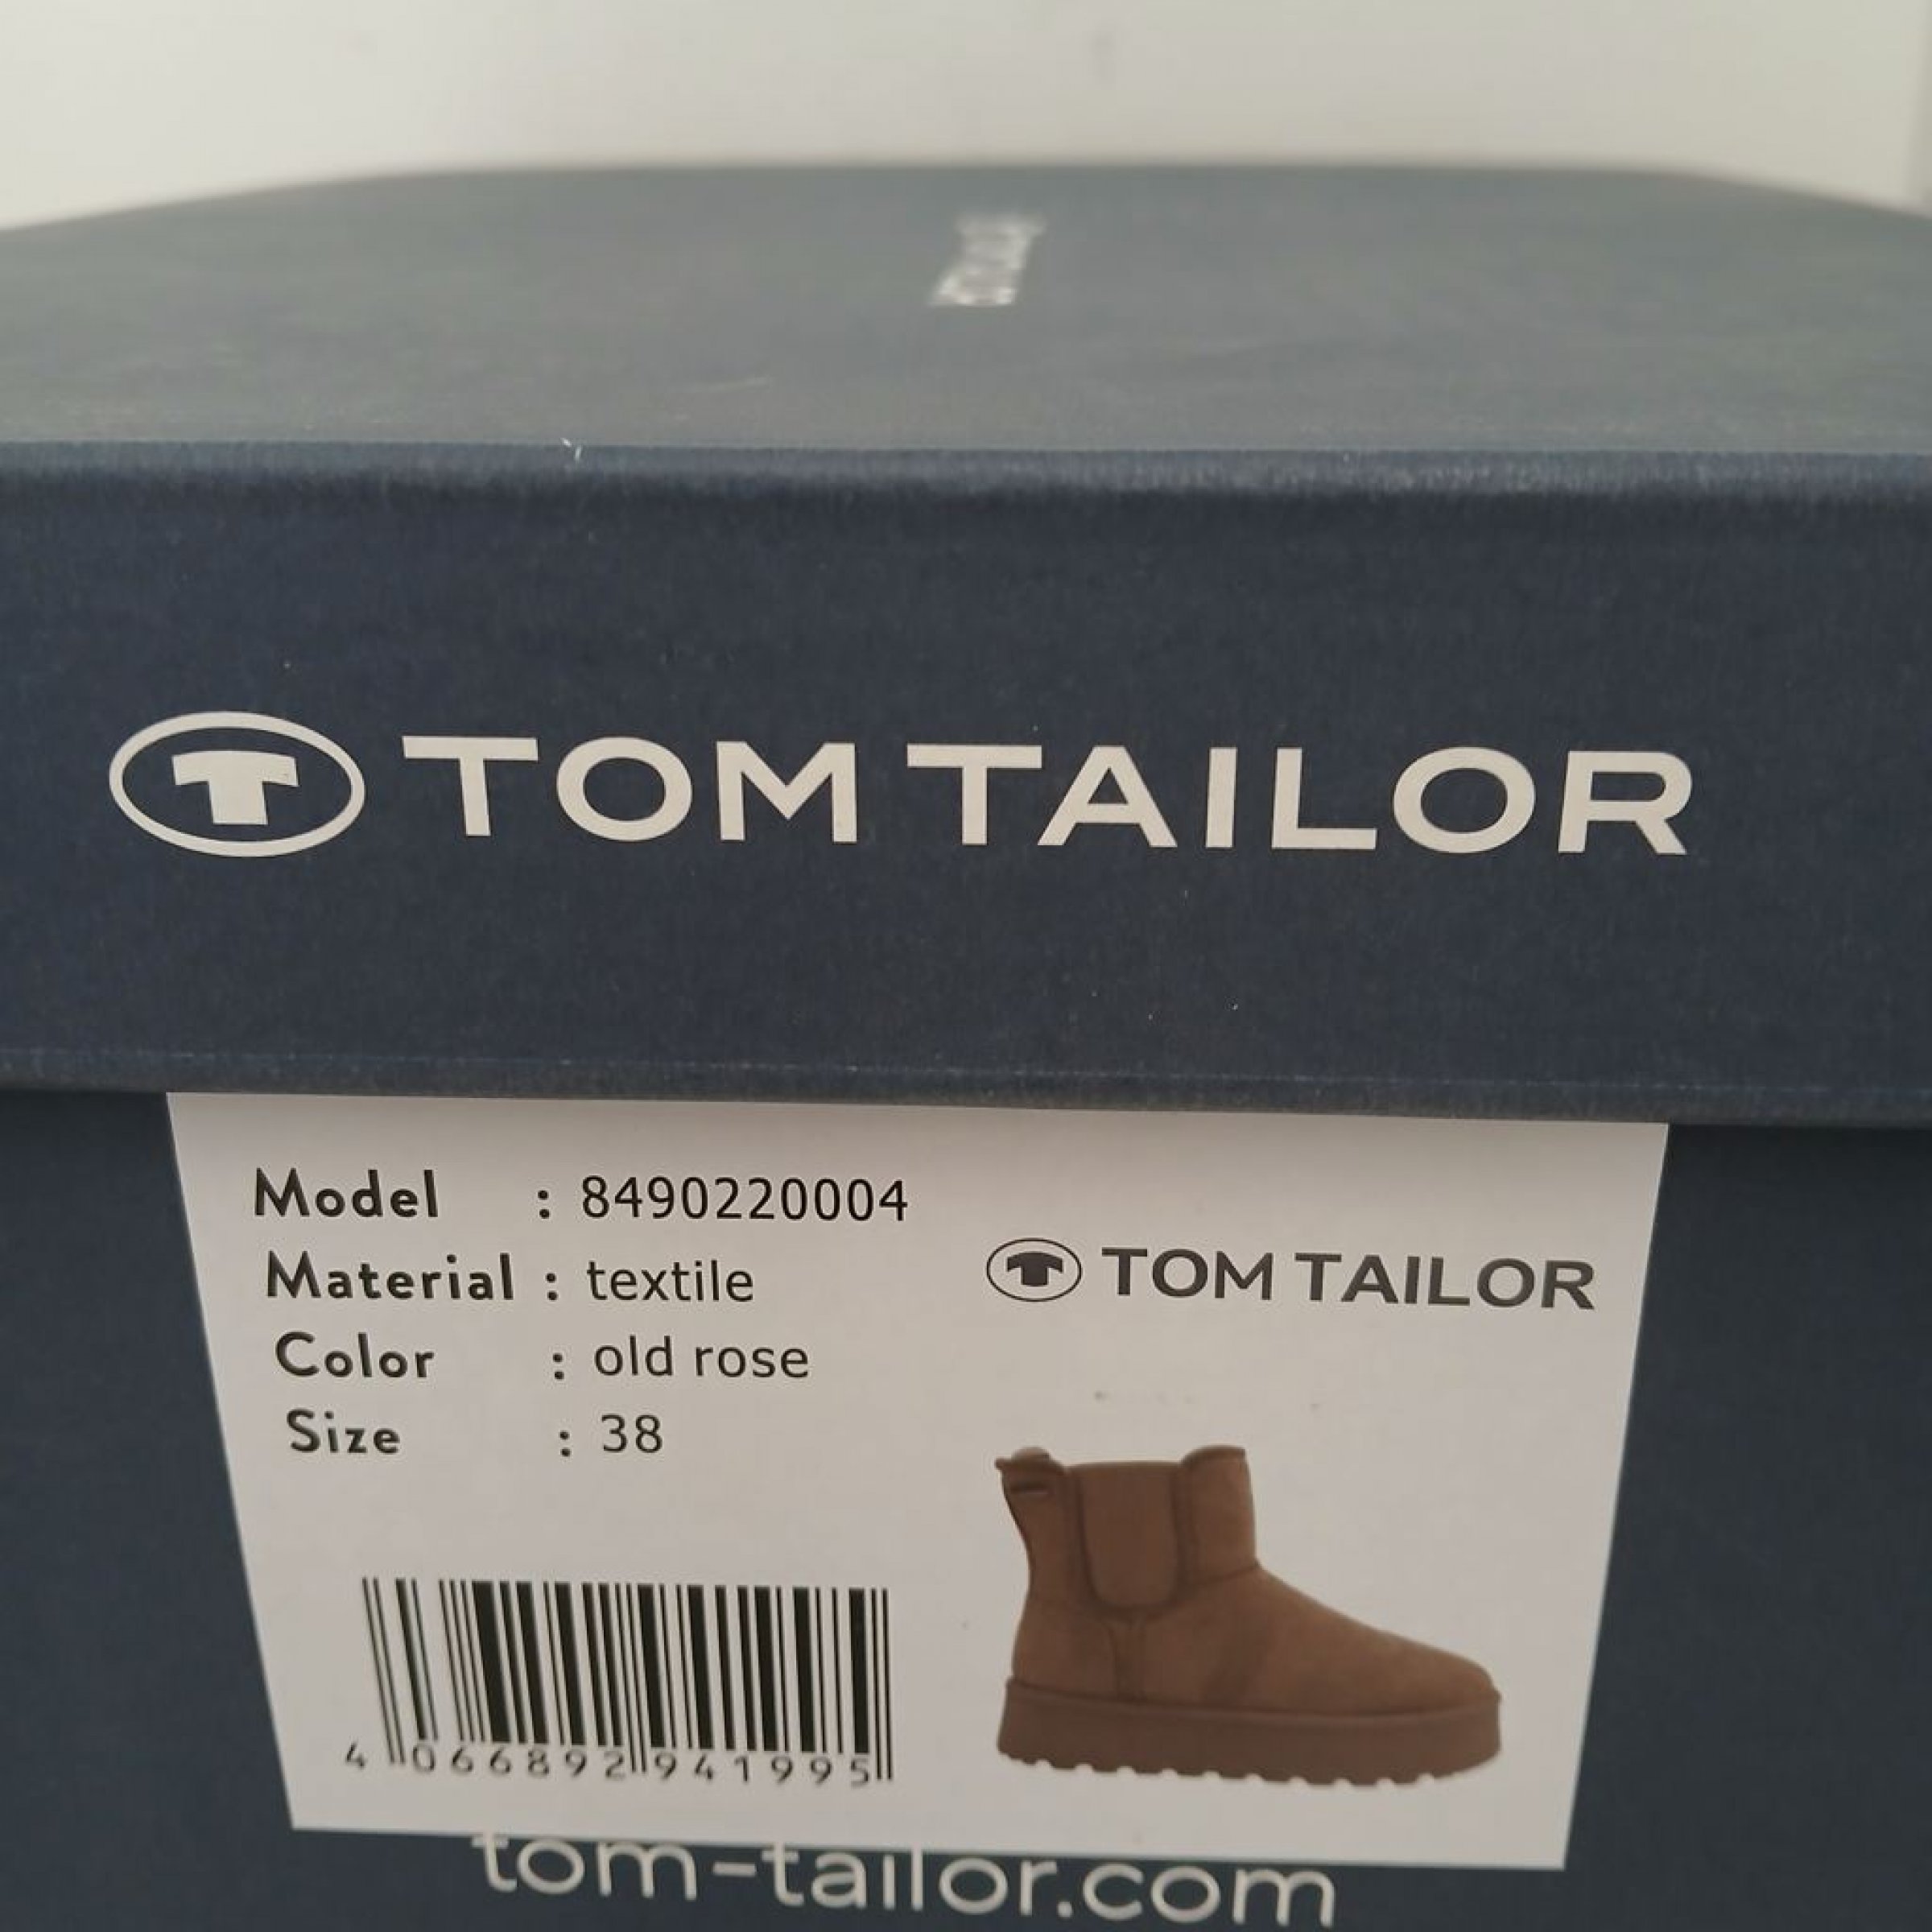 TOM TAILOR
Model : 8490220004
Material : textile
Color : old rose
Size : 38
TOM TAILOR
4 066892 941995
tom-tailor.com